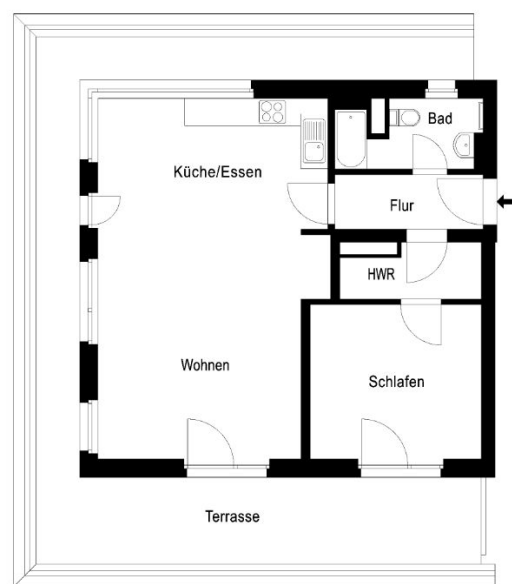 Bad
Küche/Essen
Flur
HWR
Wohnen
Schlafen
Terrasse